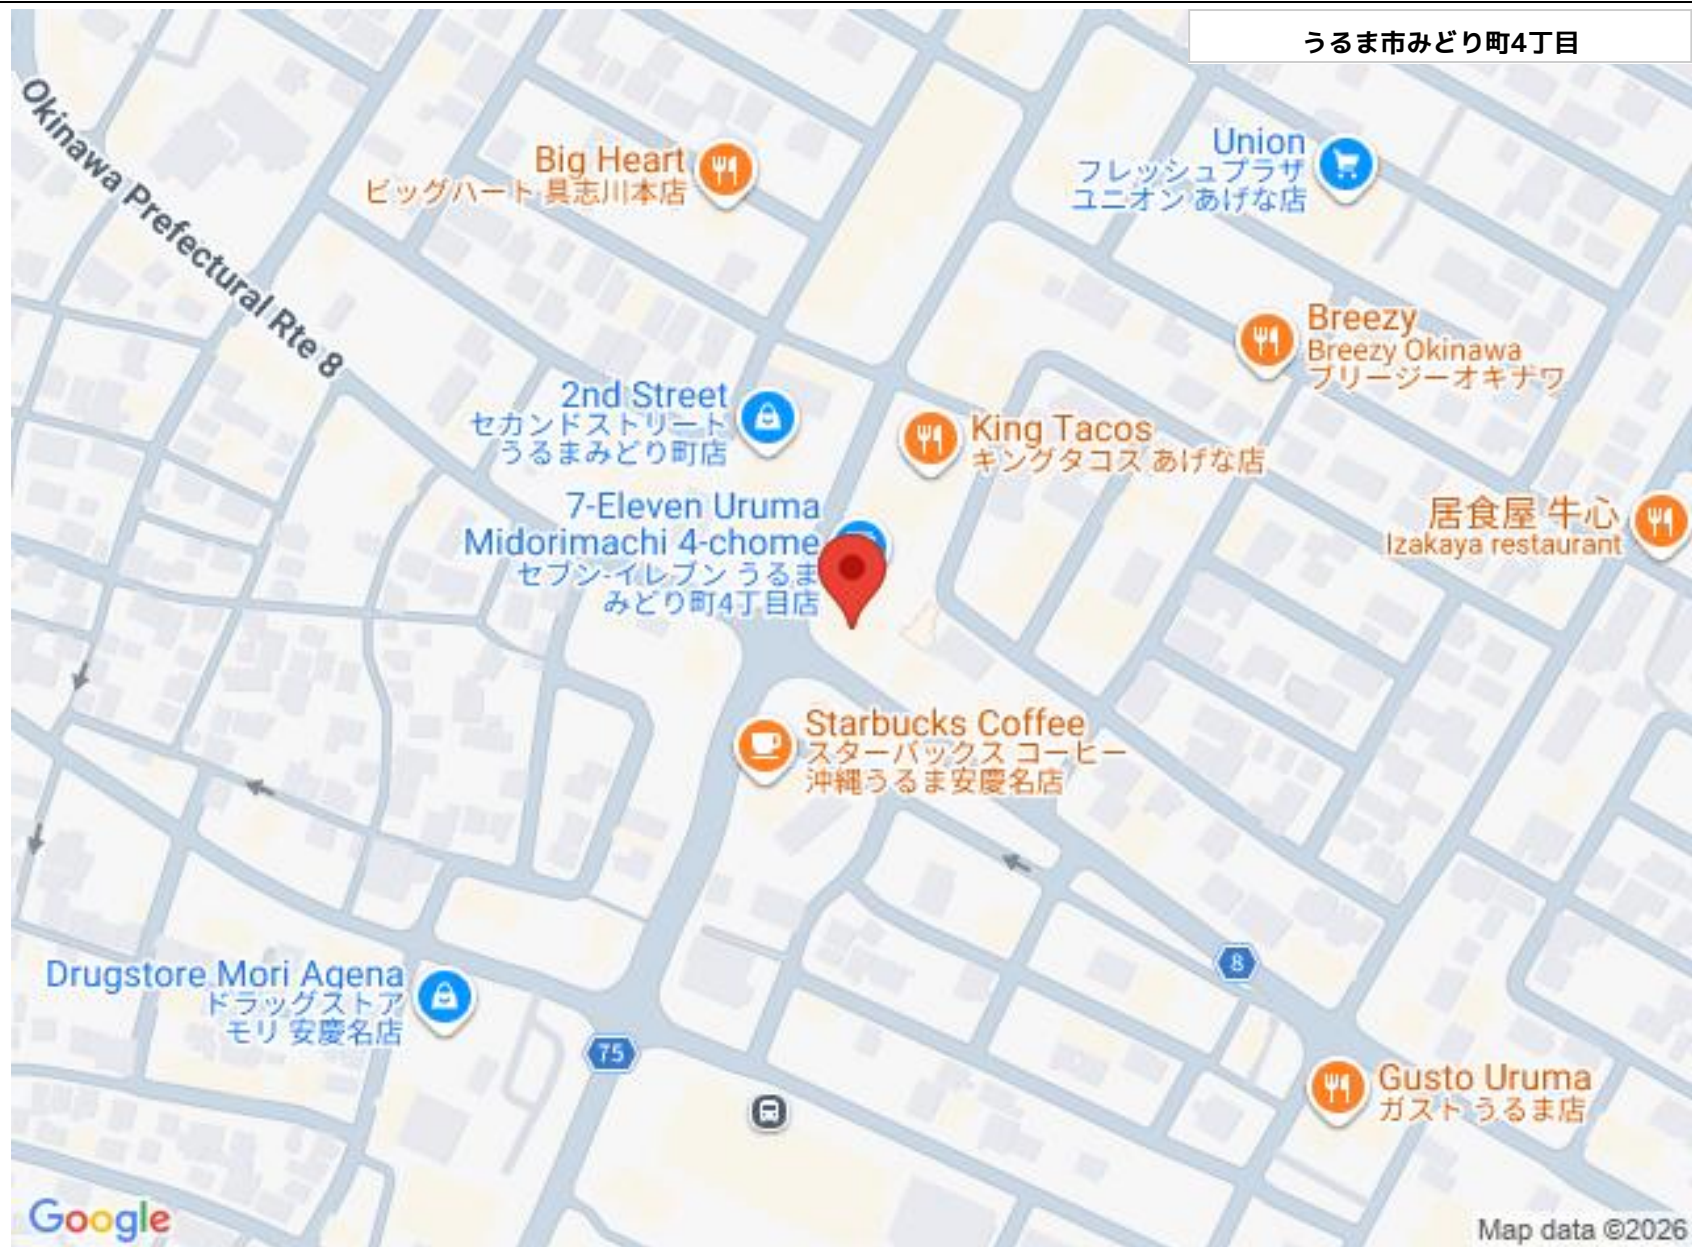 うるま市みどり町4丁目
Okinawa Prefectural Rte 8
Big Heart
ビッグハート 具志川本店
Union
フレッシュプラザ
ユニオン あげな店
Breezy
Breezy Okinawa
ブリージーオキナワ
2nd Street
セカンドストリート
うるまみどり町店
King Tacos
キングタコス あげな店
7-Eleven Uruma
Midorimachi 4-chome
セブン-イレブン うるま
みどり町4丁目店
居食屋 牛心
Izakaya restaurant
Starbucks Coffee
スターバックス コーヒー
沖縄うるま安慶名店
8
Drugstore Mori Agena
ドラッグストア
モリ 安慶名店
75
Gusto Uruma
ガスト うるま店
Google
Map data ©2026